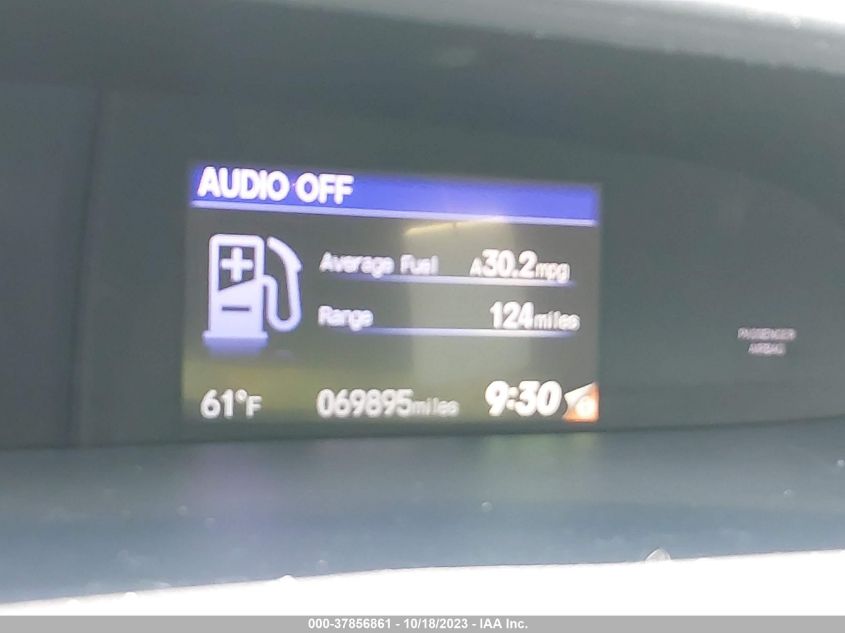 AUDIO OFF
Average Fuel A30.2mpg
Range 124miles
PASSENGER
AIRBAG
61°F 069895miles 9:30
000-37856861 - 10/18/2023 - IAA Inc.